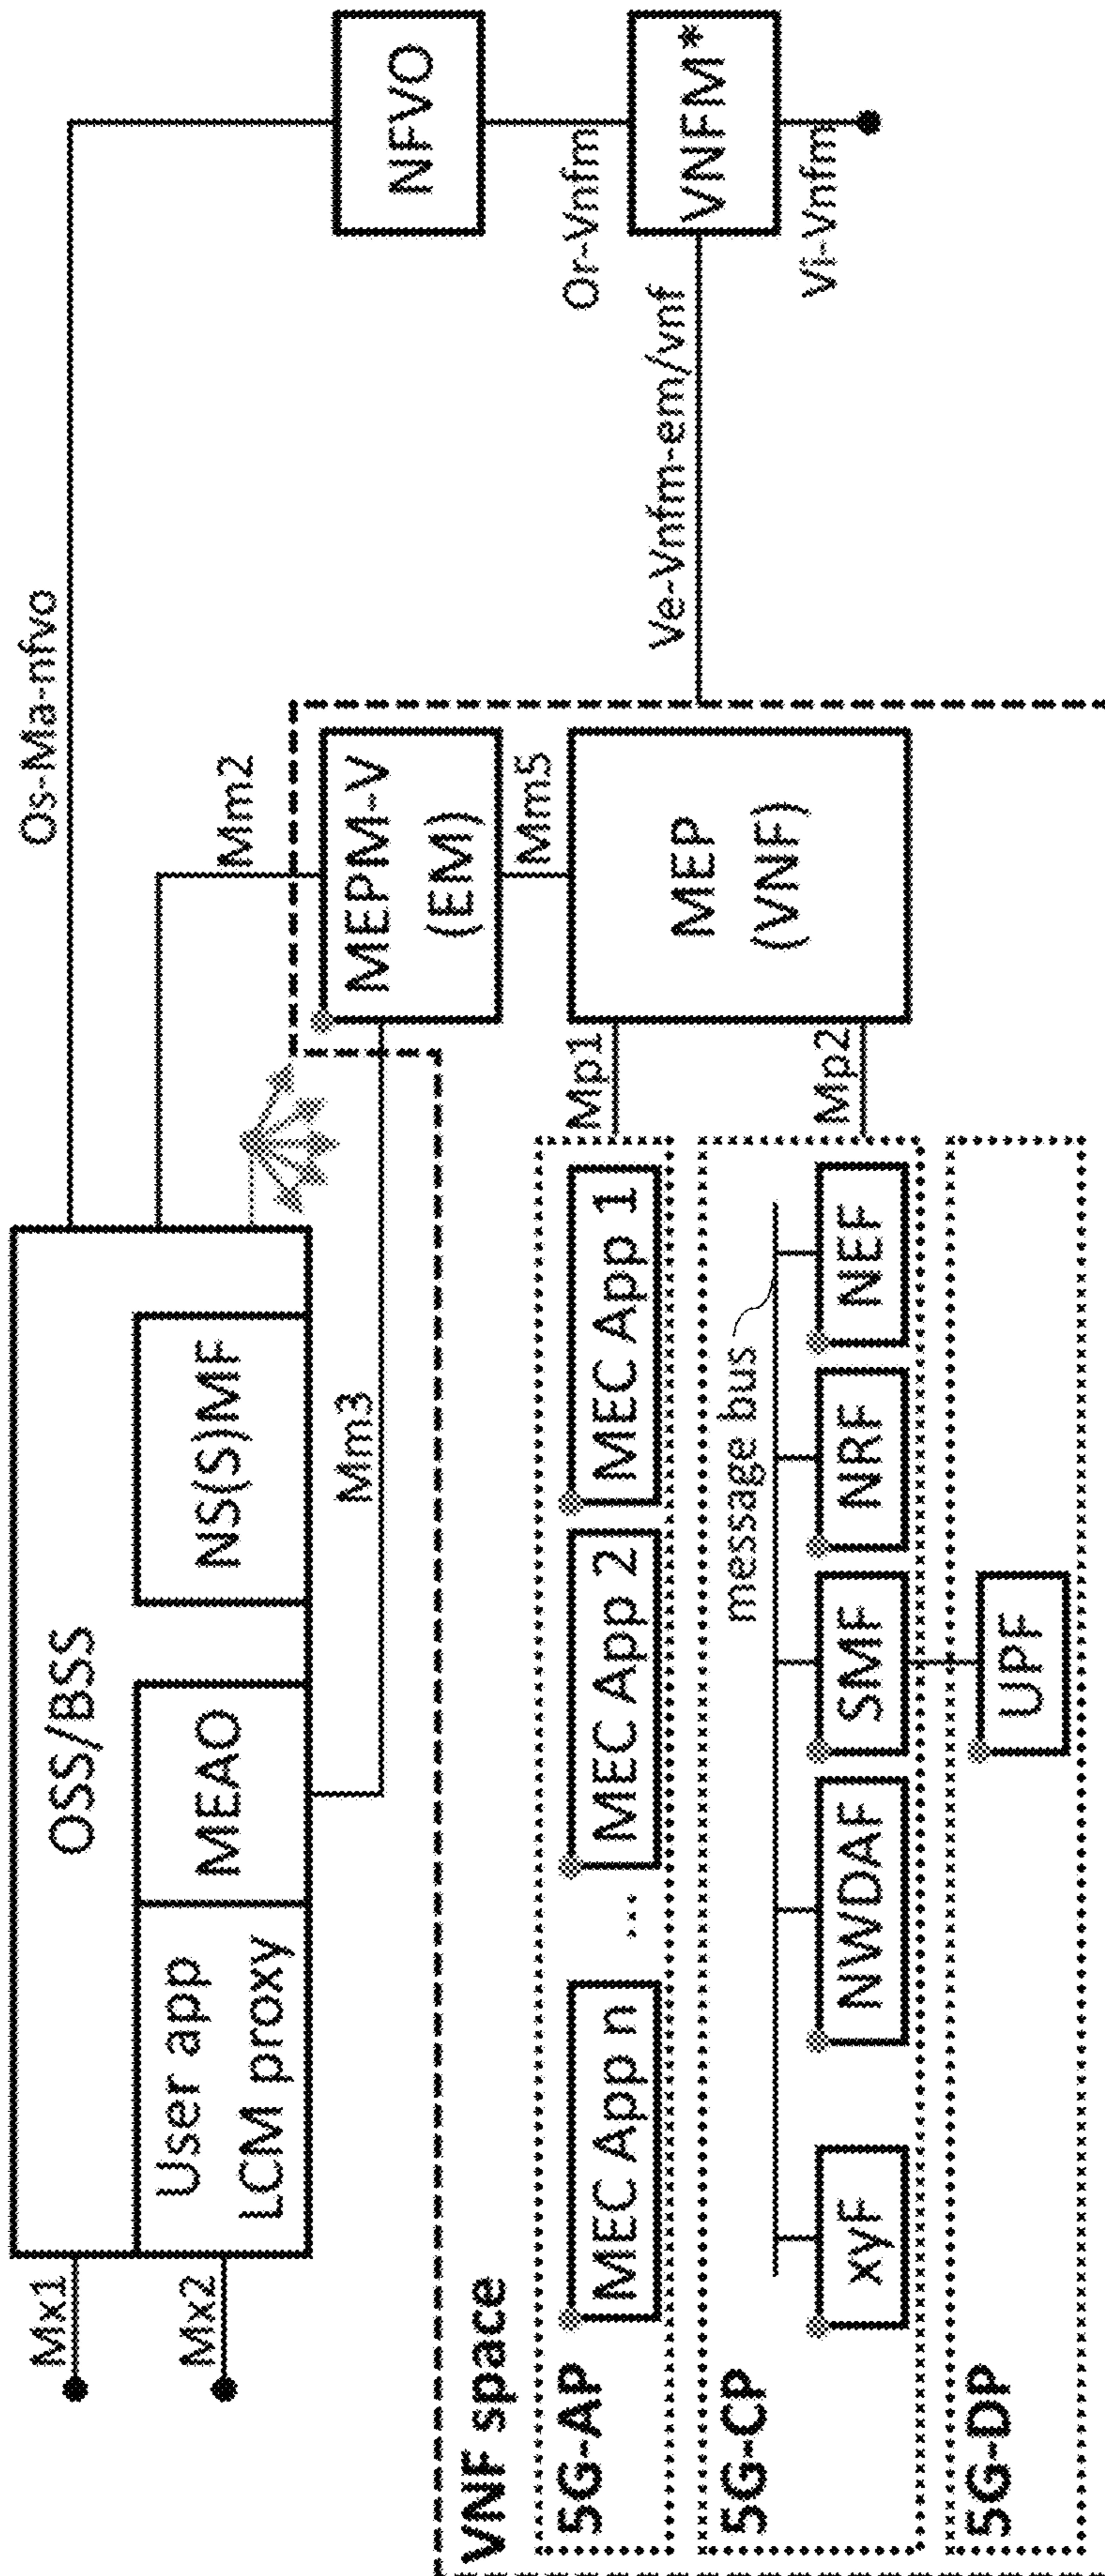 Mx1
Mx2
OSS/BSS
User app
LCM proxy
MEAO
NS(S)MF
Os-Ma-nfvo
Mm2
Mm3
NFVO
Or-Vnfm
VNFM*
Vi-Vnfm
Ve-Vnfm-em/vnf
MEPM-V
(EM)
Mm5
MEP
(VNF)
Mp1
Mp2
VNF space
5G-AP
MEC App n
...
MEC App 2
MEC App 1
5G-CP
message bus
xyF
NWDAF
SMF
NRF
NEF
5G-DP
UPF